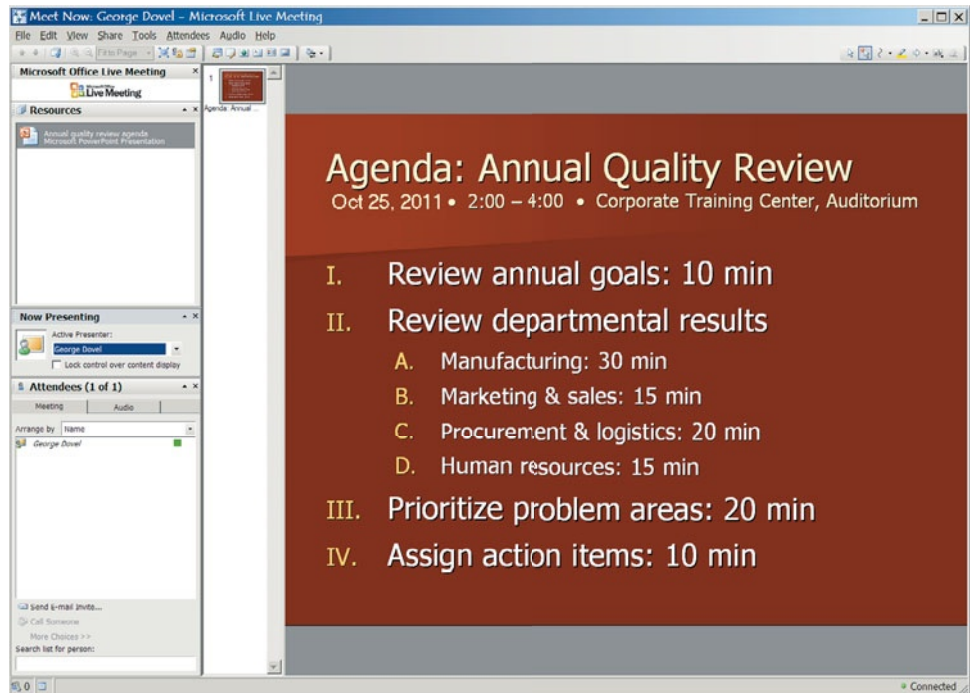 Meet Now: George Dovel – Microsoft Live Meeting
File Edit View Share Tools Attendees Audio Help
Fit to Page
Microsoft Office Live Meeting
Microsoft Office
Live Meeting
Resources
Annual quality review agenda
Microsoft PowerPoint Presentation
Now Presenting
Active Presenter:
George Dovel
Lock control over content display
Attendees (1 of 1)
Meeting Audio
Arrange by Name
George Dovel
Send E-mail Invite...
Call Someone
More Choices >>
Search list for person:
0
1
Agenda: Annual ...
Agenda: Annual Quality Review
Oct 25, 2011 • 2:00 – 4:00 • Corporate Training Center, Auditorium
I. Review annual goals: 10 min
II. Review departmental results
A. Manufacturing: 30 min
B. Marketing & sales: 15 min
C. Procurement & logistics: 20 min
D. Human resources: 15 min
III. Prioritize problem areas: 20 min
IV. Assign action items: 10 min
Connected